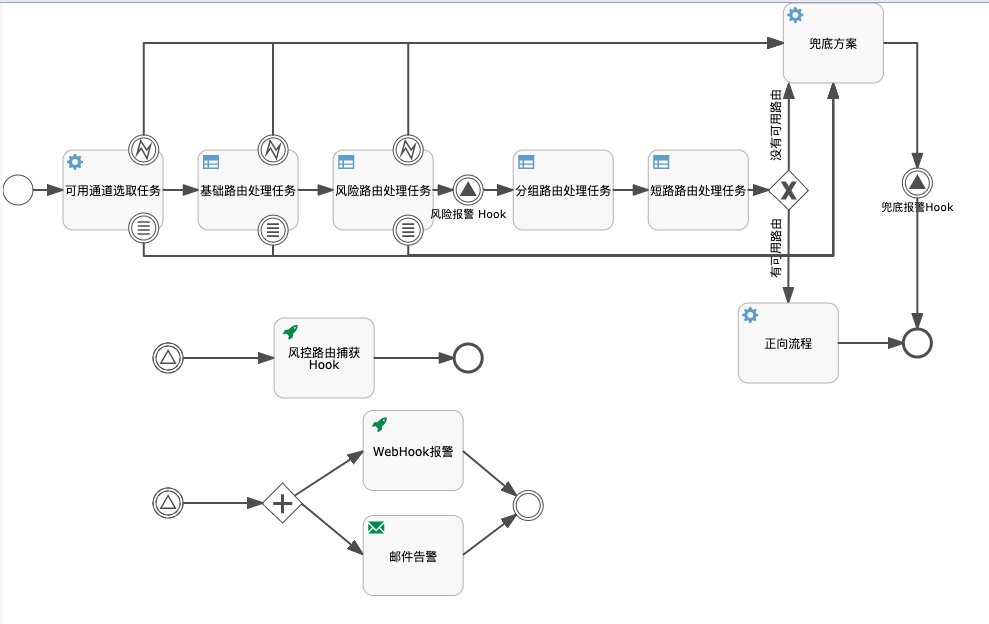 兜底方案
没有可用路由
可用通道选取任务
基础路由处理任务
风险路由处理任务
风险报警 Hook
分组路由处理任务
短路路由处理任务
兜底报警Hook
有可用路由
正向流程
风控路由捕获
Hook
WebHook报警
邮件告警